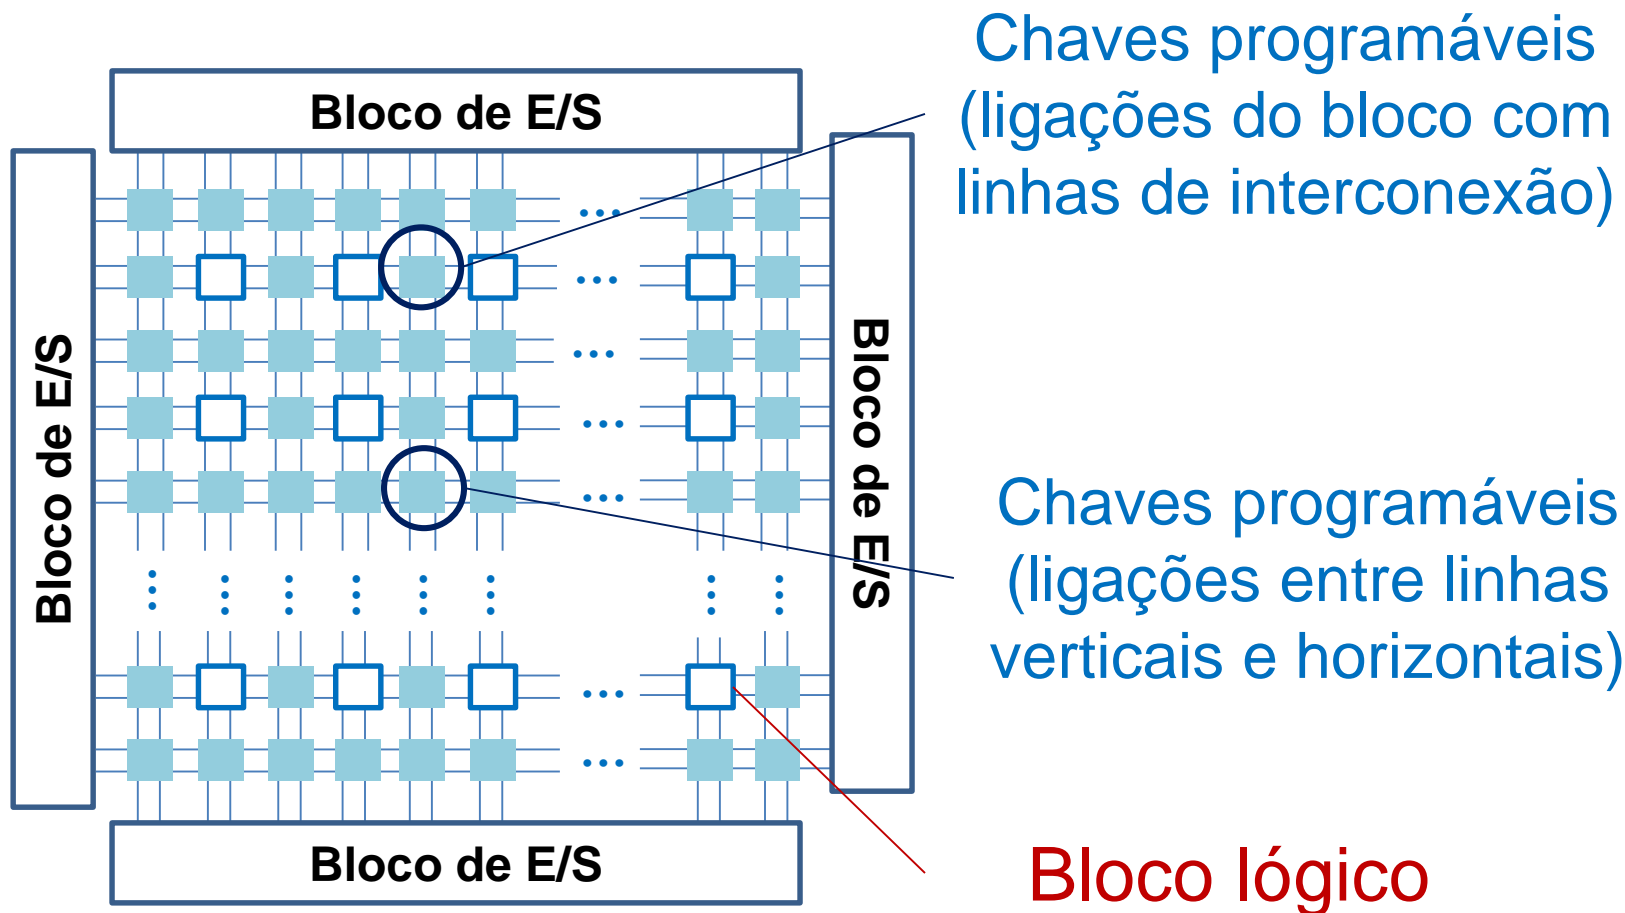 Chaves programáveis
(ligações do bloco com
linhas de interconexão)
Bloco de E/S
Bloco de E/S
Bloco de E/S
Chaves programáveis
(ligações entre linhas
verticais e horizontais)
Bloco de E/S
Bloco lógico